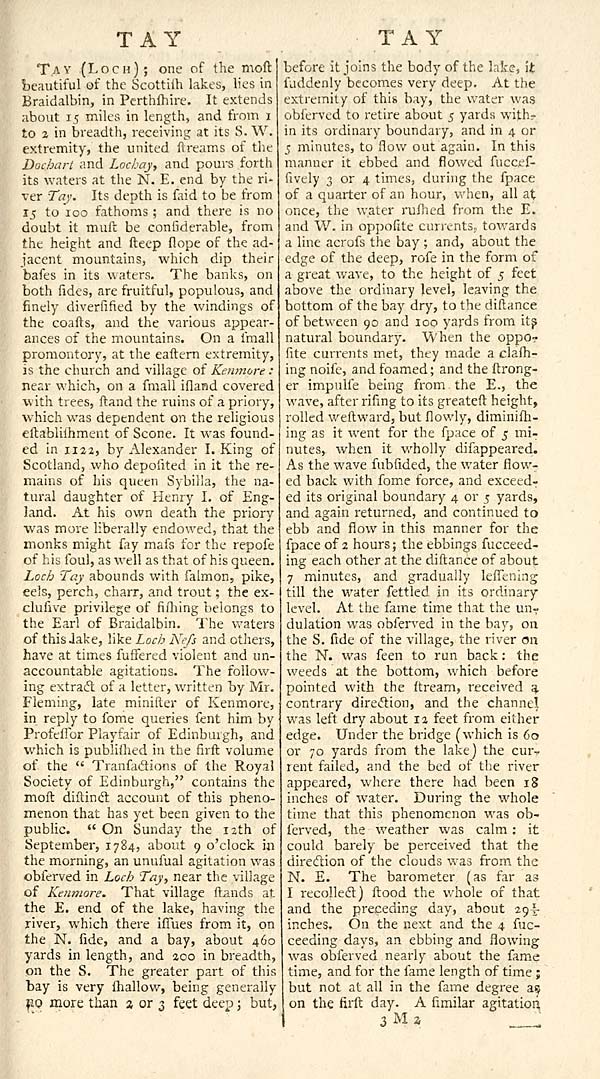 TAY
TAY (LOCH); one of the moſt
beautiful of the Scottiſh lakes, lies in
Braidalbin, in Perthſhire. It extends
about 15 miles in length, and from 1
to 2 in breadth, receiving at its S. W.
extremity, the united ſtreams of the
Dochart and Lochay, and pours forth
its waters at the N. E. end by the ri-
ver Tay. Its depth is ſaid to be from
15 to 100 fathoms; and there is no
doubt it muſt be conſiderable, from
the height and ſteep ſlope of the ad-
jacent mountains, which dip their
baſes in its waters. The banks, on
both ſides, are fruitful, populous, and
finely diverſified by the windings of
the coaſts, and the various appear-
ances of the mountains. On a ſmall
promontory, at the eaſtern extremity,
is the church and village of Kenmore:
near which, on a ſmall iſland covered
with trees, ſtand the ruins of a priory,
which was dependent on the religious
eſtabliſhment of Scone. It was found-
ed in 1122, by Alexander I. King of
Scotland, who depoſited in it the re-
mains of his queen Sybilla, the na-
tural daughter of Henry I. of Eng-
land. At his own death the priory
was more liberally endowed, that the
monks might ſay maſs for the repoſe
of his ſoul, as well as that of his queen.
Loch Tay abounds with ſalmon, pike,
eels, perch, charr, and trout; the ex-
cluſive privilege of fiſhing belongs to
the Earl of Braidalbin. The waters
of this lake, like Loch Neſs and others,
have at times ſuffered violent and un-
accountable agitations. The follow-
ing extract of a letter, written by Mr.
Fleming, late miniſter of Kenmore,
in reply to ſome queries ſent him by
Profeſſor Playfair of Edinburgh, and
which is publiſhed in the firſt volume
of the “ Tranſactions of the Royal
Society of Edinburgh,” contains the
moſt diſtinct account of this pheno-
menon that has yet been given to the
public. “ On Sunday the 12th of
September, 1784, about 9 o'clock in
the morning, an unuſual agitation was
obſerved in Loch Tay, near the village
of Kenmore. That village ſtands at
the E. end of the lake, having the
river, which there iſſues from it, on
the N. ſide, and a bay, about 460
yards in length, and 200 in breadth,
on the S. The greater part of this
bay is very ſhallow, being generally
no more than 2 or 3 feet deep; but,
TAY
before it joins the body of the lake, it
ſuddenly becomes very deep. At the
extremity of this bay, the water was
obſerved to retire about 5 yards with-
in its ordinary boundary, and in 4 or
5 minutes, to flow out again. In this
manner it ebbed and flowed ſucceſ-
ſively 3 or 4 times, during the ſpace
of a quarter of an hour, when, all at
once, the water ruſhed from the E.
and W. in oppoſite currents, towards
a line acroſs the bay; and, about the
edge of the deep, roſe in the form of
a great wave, to the height of 5 feet
above the ordinary level, leaving the
bottom of the bay dry, to the diſtance
of between 90 and 100 yards from its
natural boundary. When the oppo-
ſite currents met, they made a claſh-
ing noiſe, and foamed; and the ſtrong-
er impulſe being from the E., the
wave, after riſing to its greateſt height,
rolled weſtward, but ſlowly, diminiſh-
ing as it went for the ſpace of 5 mi-
nutes, when it wholly diſappeared.
As the wave ſubſided, the water flow-
ed back with ſome force, and exceed-
ed its original boundary 4 or 5 yards,
and again returned, and continued to
ebb and flow in this manner for the
ſpace of 2 hours; the ebbings ſucceed-
ing each other at the diſtance of about
7 minutes, and gradually leſſening
till the water ſettled in its ordinary
level. At the ſame time that the un-
dulation was obſerved in the bay, on
the S. ſide of the village, the river on
the N. was ſeen to run back: the
weeds at the bottom, which before
pointed with the ſtream, received a
contrary direction, and the channel
was left dry about 12 feet from either
edge. Under the bridge (which is 60
or 70 yards from the lake) the cur-
rent failed, and the bed of the river
appeared, where there had been 18
inches of water. During the whole
time that this phenomenon was ob-
ſerved, the weather was calm: it
could barely be perceived that the
direction of the clouds was from the
N. E. The barometer (as far as
I recollect) ſtood the whole of that
and the preceding day, about 29½
inches. On the next and the 4 ſuc-
ceeding days, an ebbing and flowing
was obſerved nearly about the ſame
time, and for the ſame length of time;
but not at all in the ſame degree as
on the firſt day. A ſimilar agitation
3 M 2